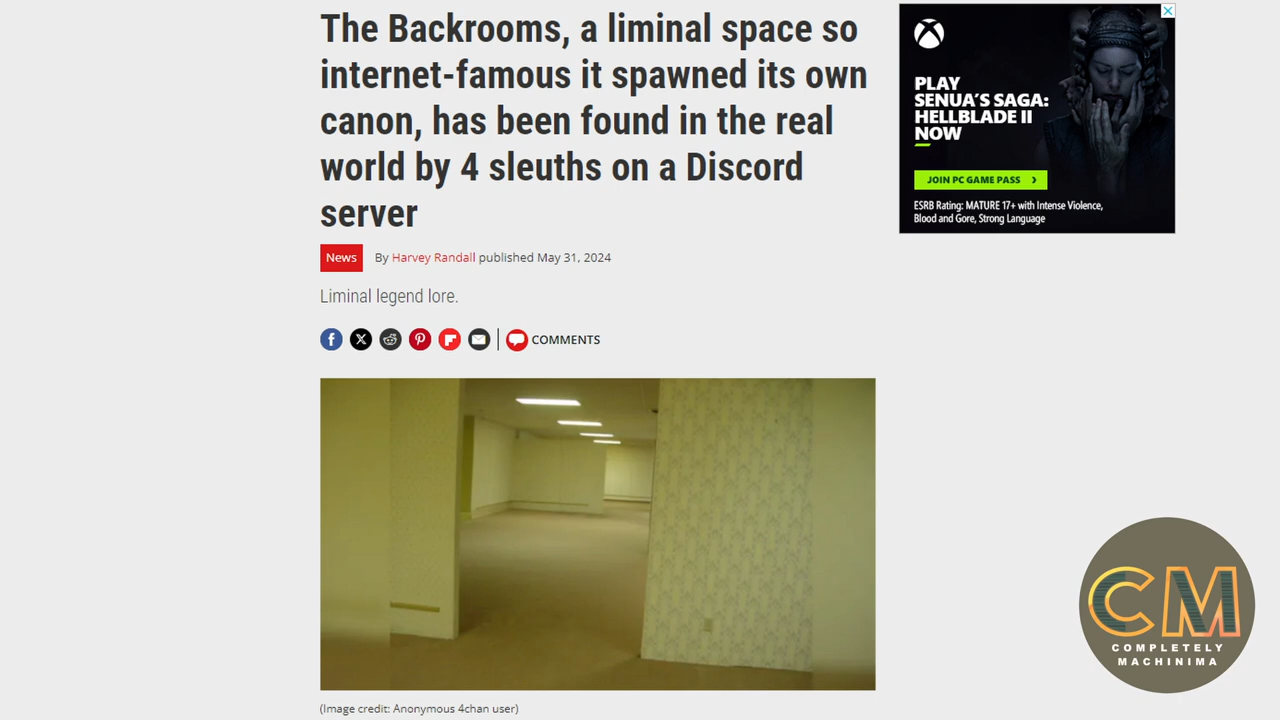 The Backrooms, a liminal space so
internet-famous it spawned its own
canon, has been found in the real
world by 4 sleuths on a Discord
server
News
By Harvey Randall published May 31, 2024
Liminal legend lore.
COMMENTS
(Image credit: Anonymous 4chan user)
PLAY
SENUA'S SAGA:
HELLBLADE II
NOW
JOIN PC GAME PASS
ESRB Rating: MATURE 17+ with Intense Violence,
Blood and Gore, Strong Language
CM
COMPLETELY
MACHINIMA